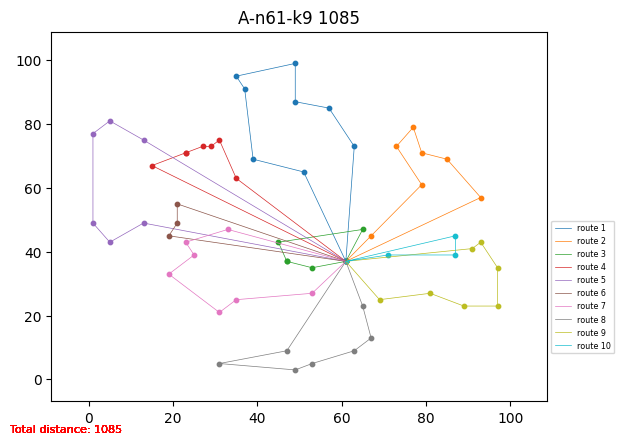 A-n61-k9 1085
100
80
60
40
20
0
0 20 40 60 80 100
route 1
route 2
route 3
route 4
route 5
route 6
route 7
route 8
route 9
route 10
Total distance: 1085